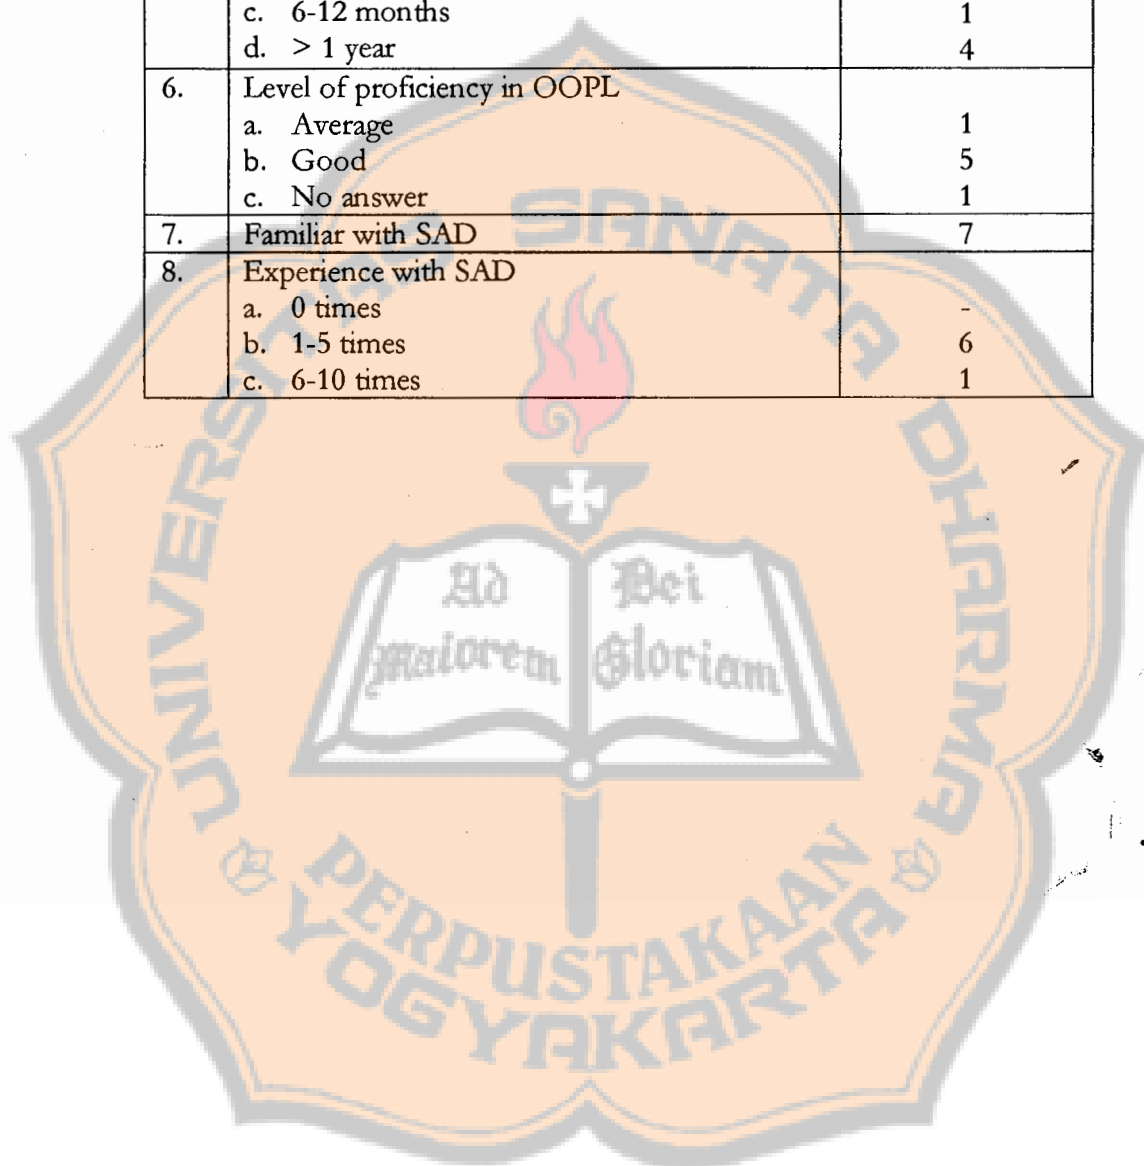 c. 6-12 months 1
d. > 1 year 4
6. Level of proficiency in OOPL
a. Average 1
b. Good 5
c. No answer 1
7. Familiar with SAD 7
8. Experience with SAD
a. 0 times -
b. 1-5 times 6
c. 6-10 times 1
UNIVERSITAS SANATA DHARMA
Ad Dei
maiorem Gloriam
PERPUSTAKAAN
YOGYAKARTA